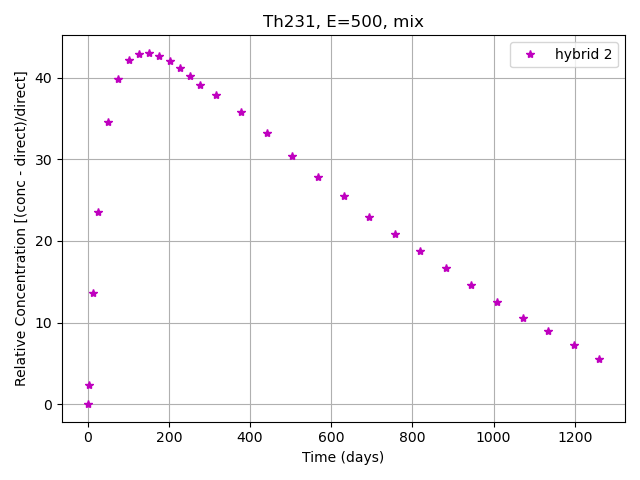 Th231, E=500, mix
hybrid 2
Relative Concentration [(conc - direct)/direct]
40
30
20
10
0
0 200 400 600 800 1000 1200
Time (days)